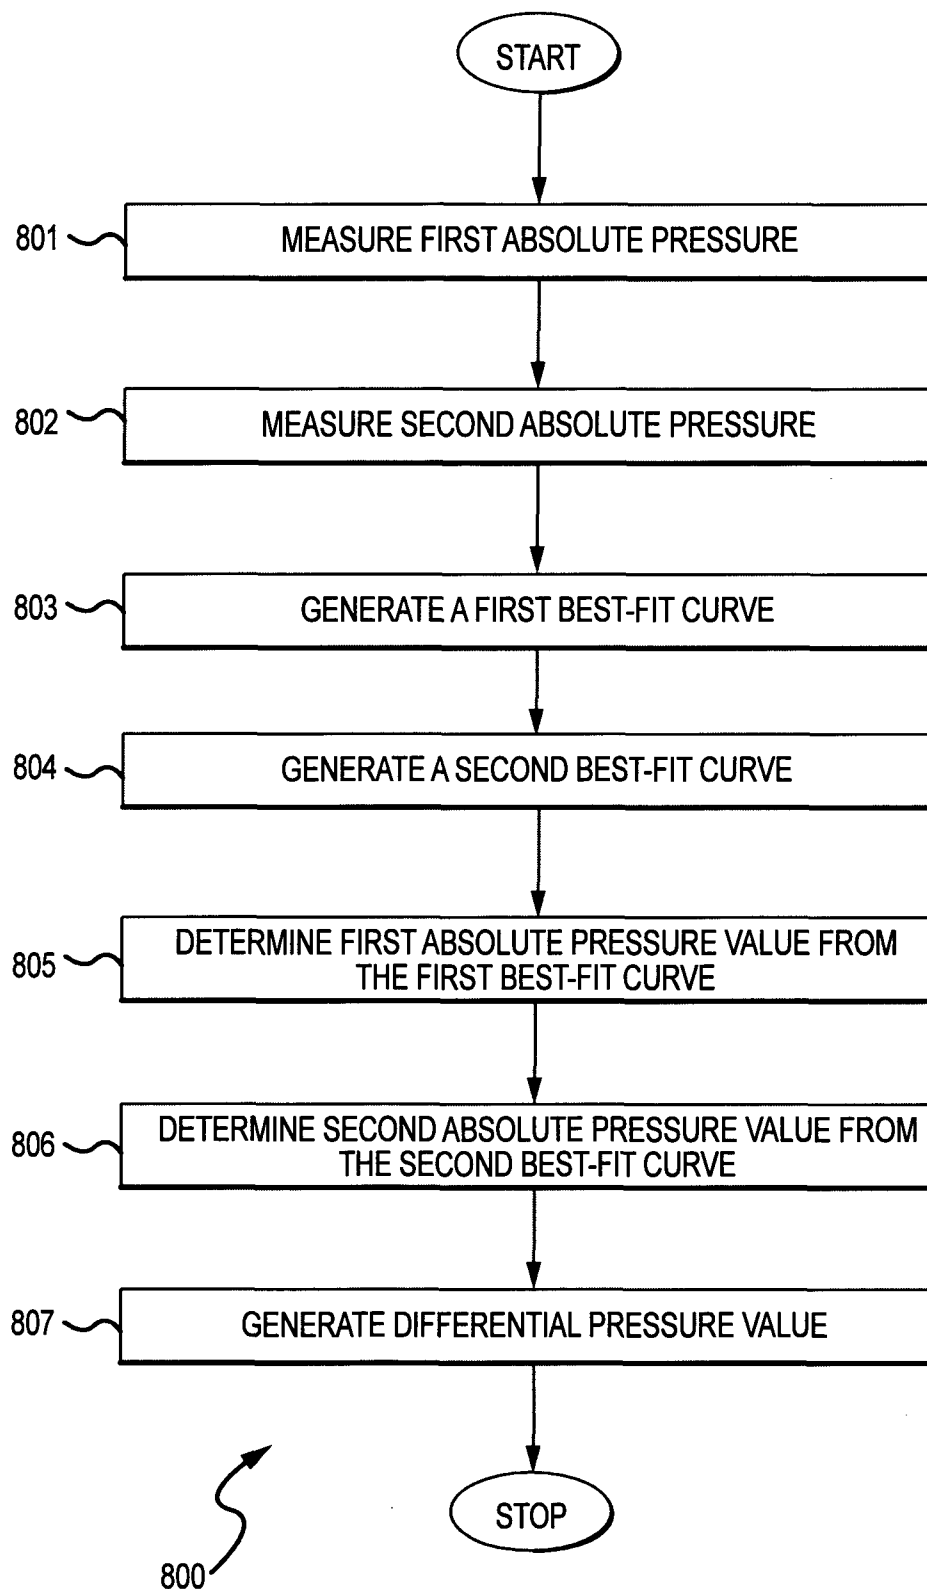 START
801
MEASURE FIRST ABSOLUTE PRESSURE
802
MEASURE SECOND ABSOLUTE PRESSURE
803
GENERATE A FIRST BEST-FIT CURVE
804
GENERATE A SECOND BEST-FIT CURVE
805
DETERMINE FIRST ABSOLUTE PRESSURE VALUE FROM
THE FIRST BEST-FIT CURVE
806
DETERMINE SECOND ABSOLUTE PRESSURE VALUE FROM
THE SECOND BEST-FIT CURVE
807
GENERATE DIFFERENTIAL PRESSURE VALUE
STOP
800